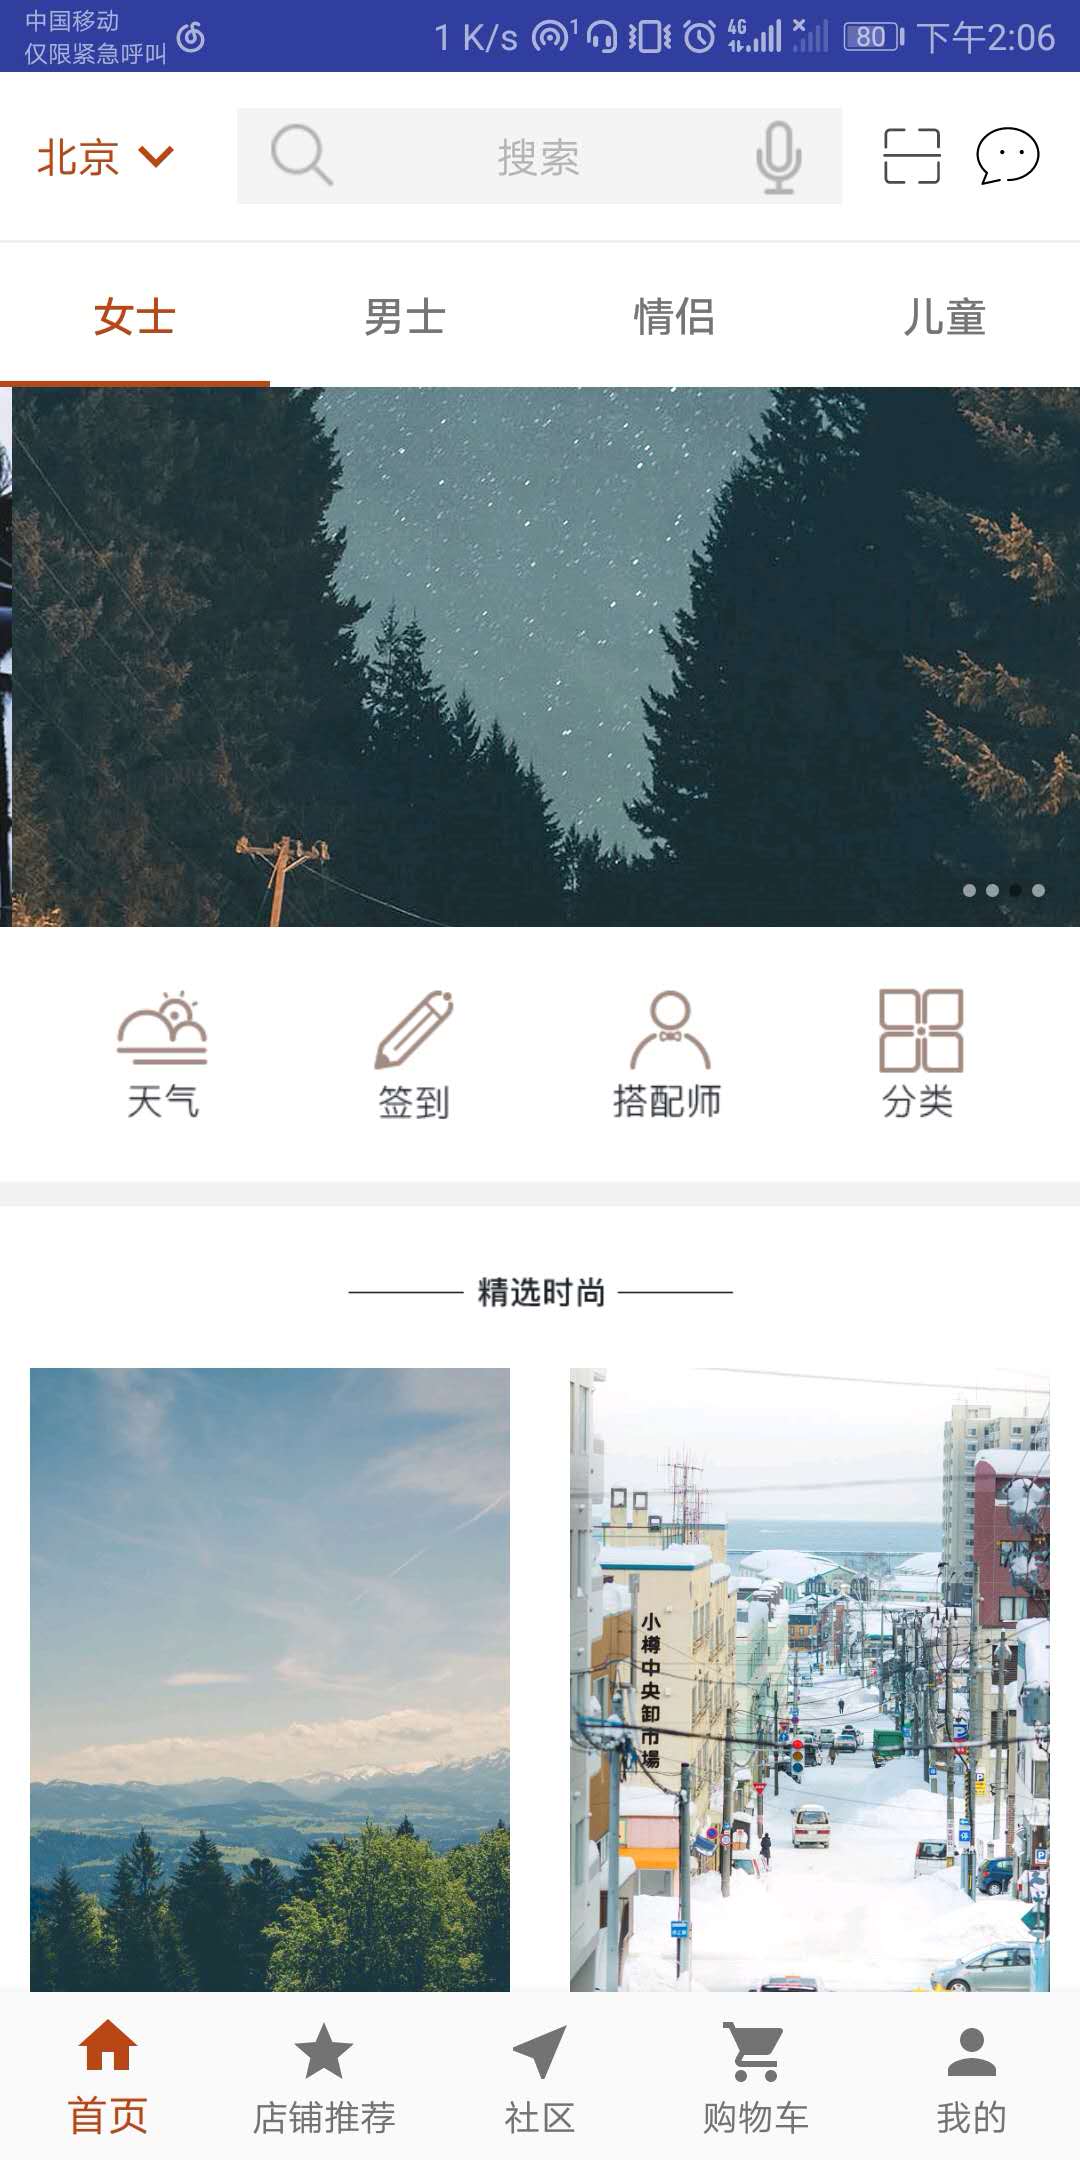 中国移动
仅限紧急呼叫
1 K/s 1 4G 80 下午2:06
北京 搜索
女士 男士 情侣 儿童
天气 签到 搭配师 分类
精选时尚
小樽中央卸市場
P
P
首页 店铺推荐 社区 购物车 我的